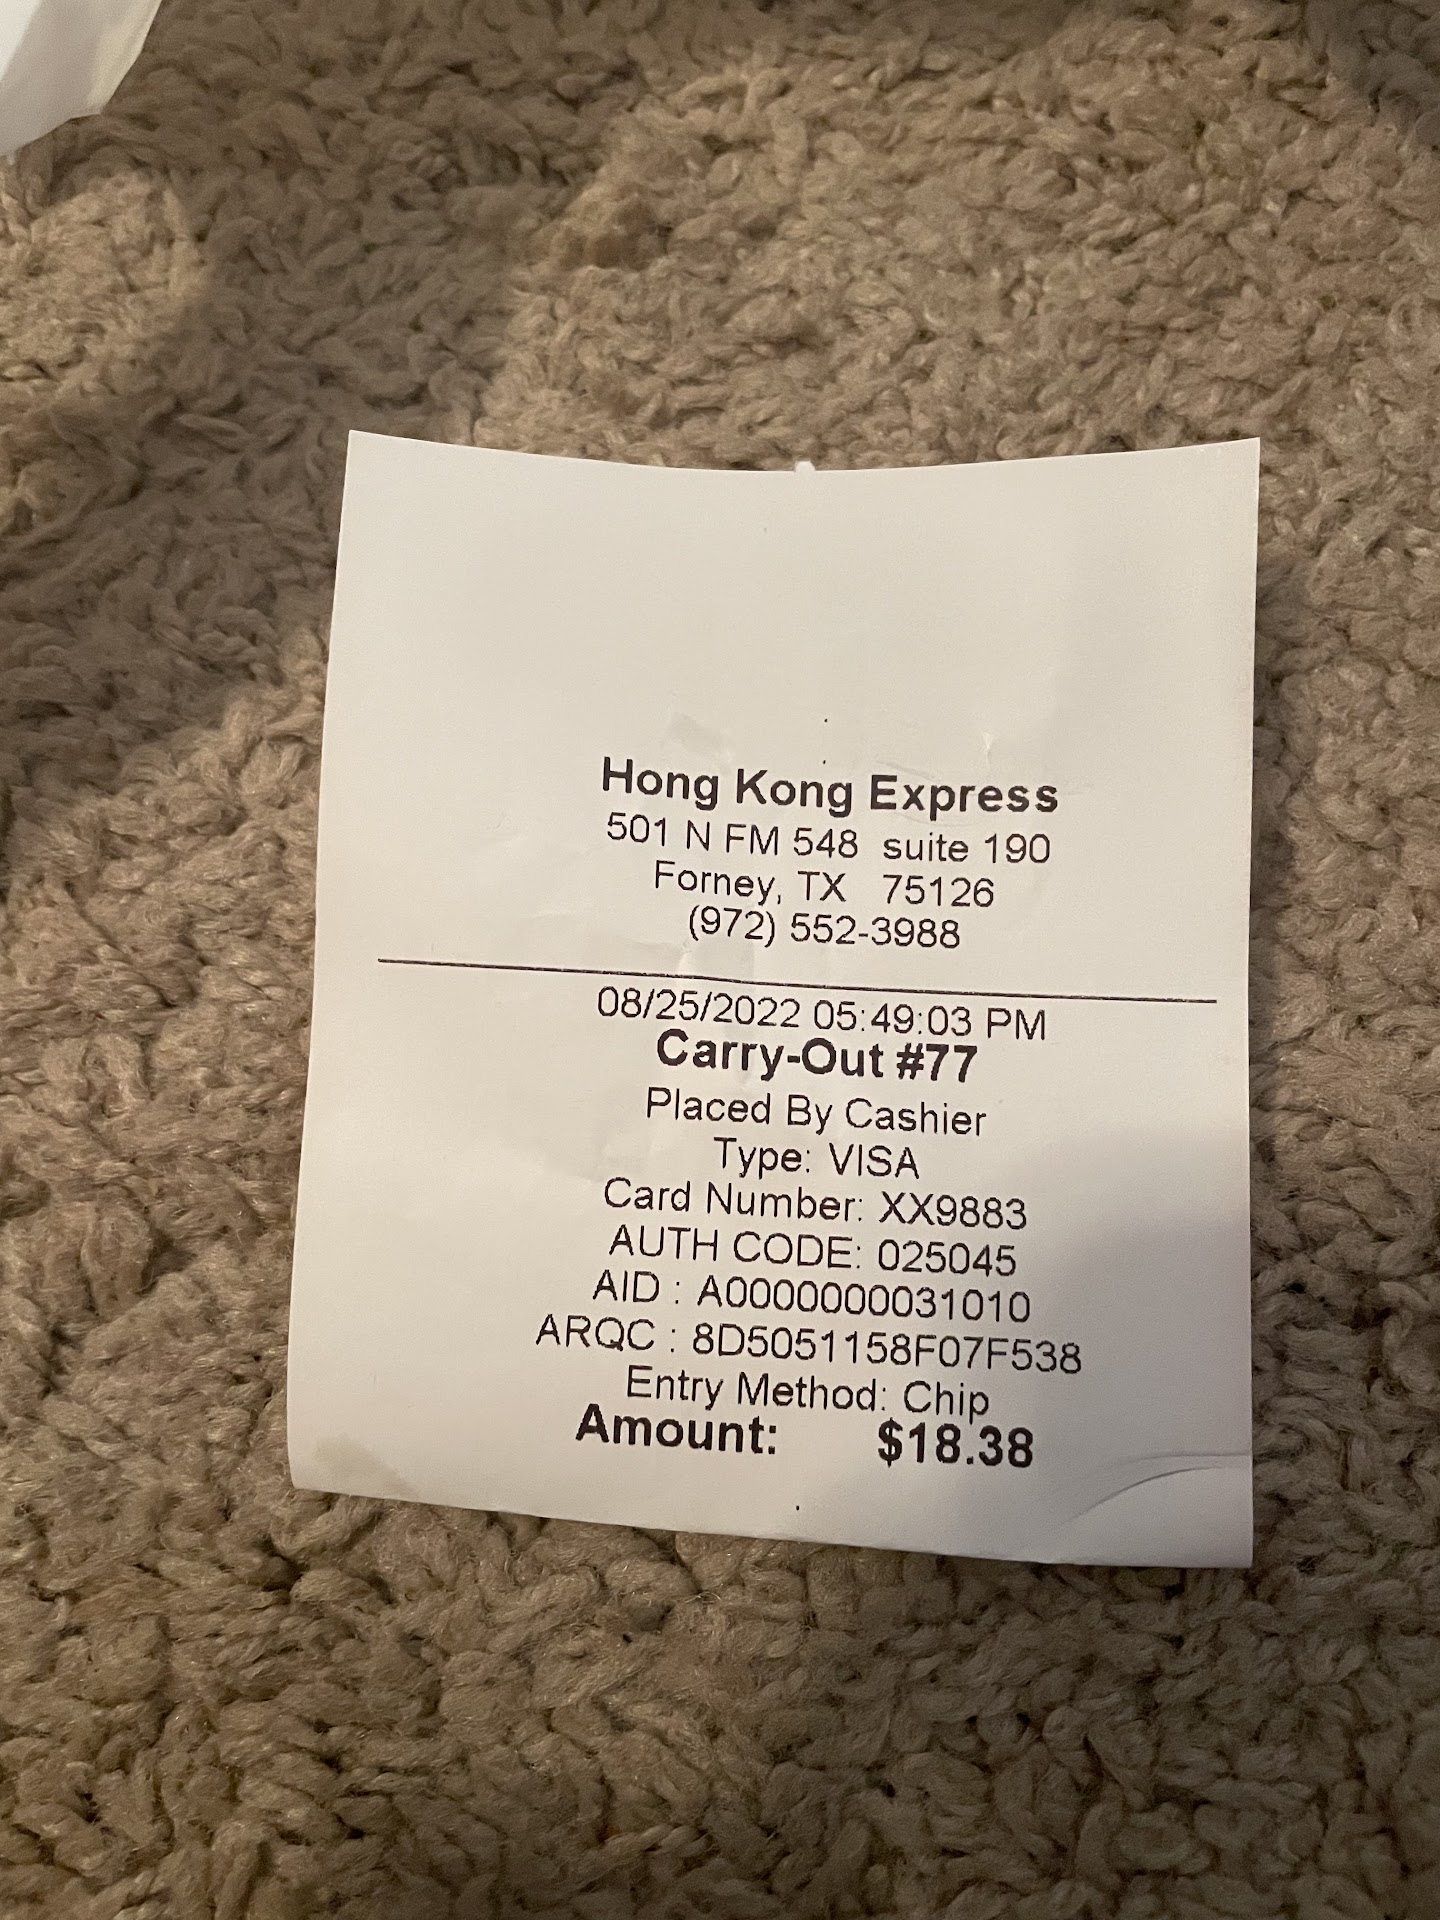 Hong Kong Express
501 N FM 548 suite 190
Forney, TX 75126
(972) 552-3988
08/25/2022 05:49:03 PM
Carry-Out #77
Placed By Cashier
Type: VISA
Card Number: XX9883
AUTH CODE: 025045
AID : A0000000031010
ARQC : 8D5051158F07F538
Entry Method: Chip
Amount: $18.38